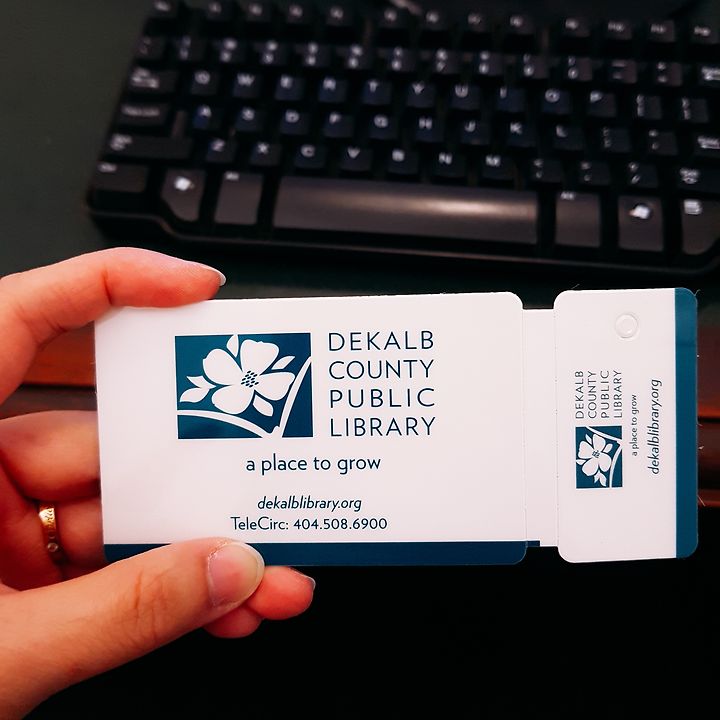 Q W E R T Y U I O P
A S D F G H J K L
Z X C V B N M
DEKALB
COUNTY
PUBLIC
LIBRARY
a place to grow
dekalblibrary.org
TeleCirc: 404.508.6900
DEKALB
COUNTY
PUBLIC
LIBRARY
a place to grow
dekalblibrary.org